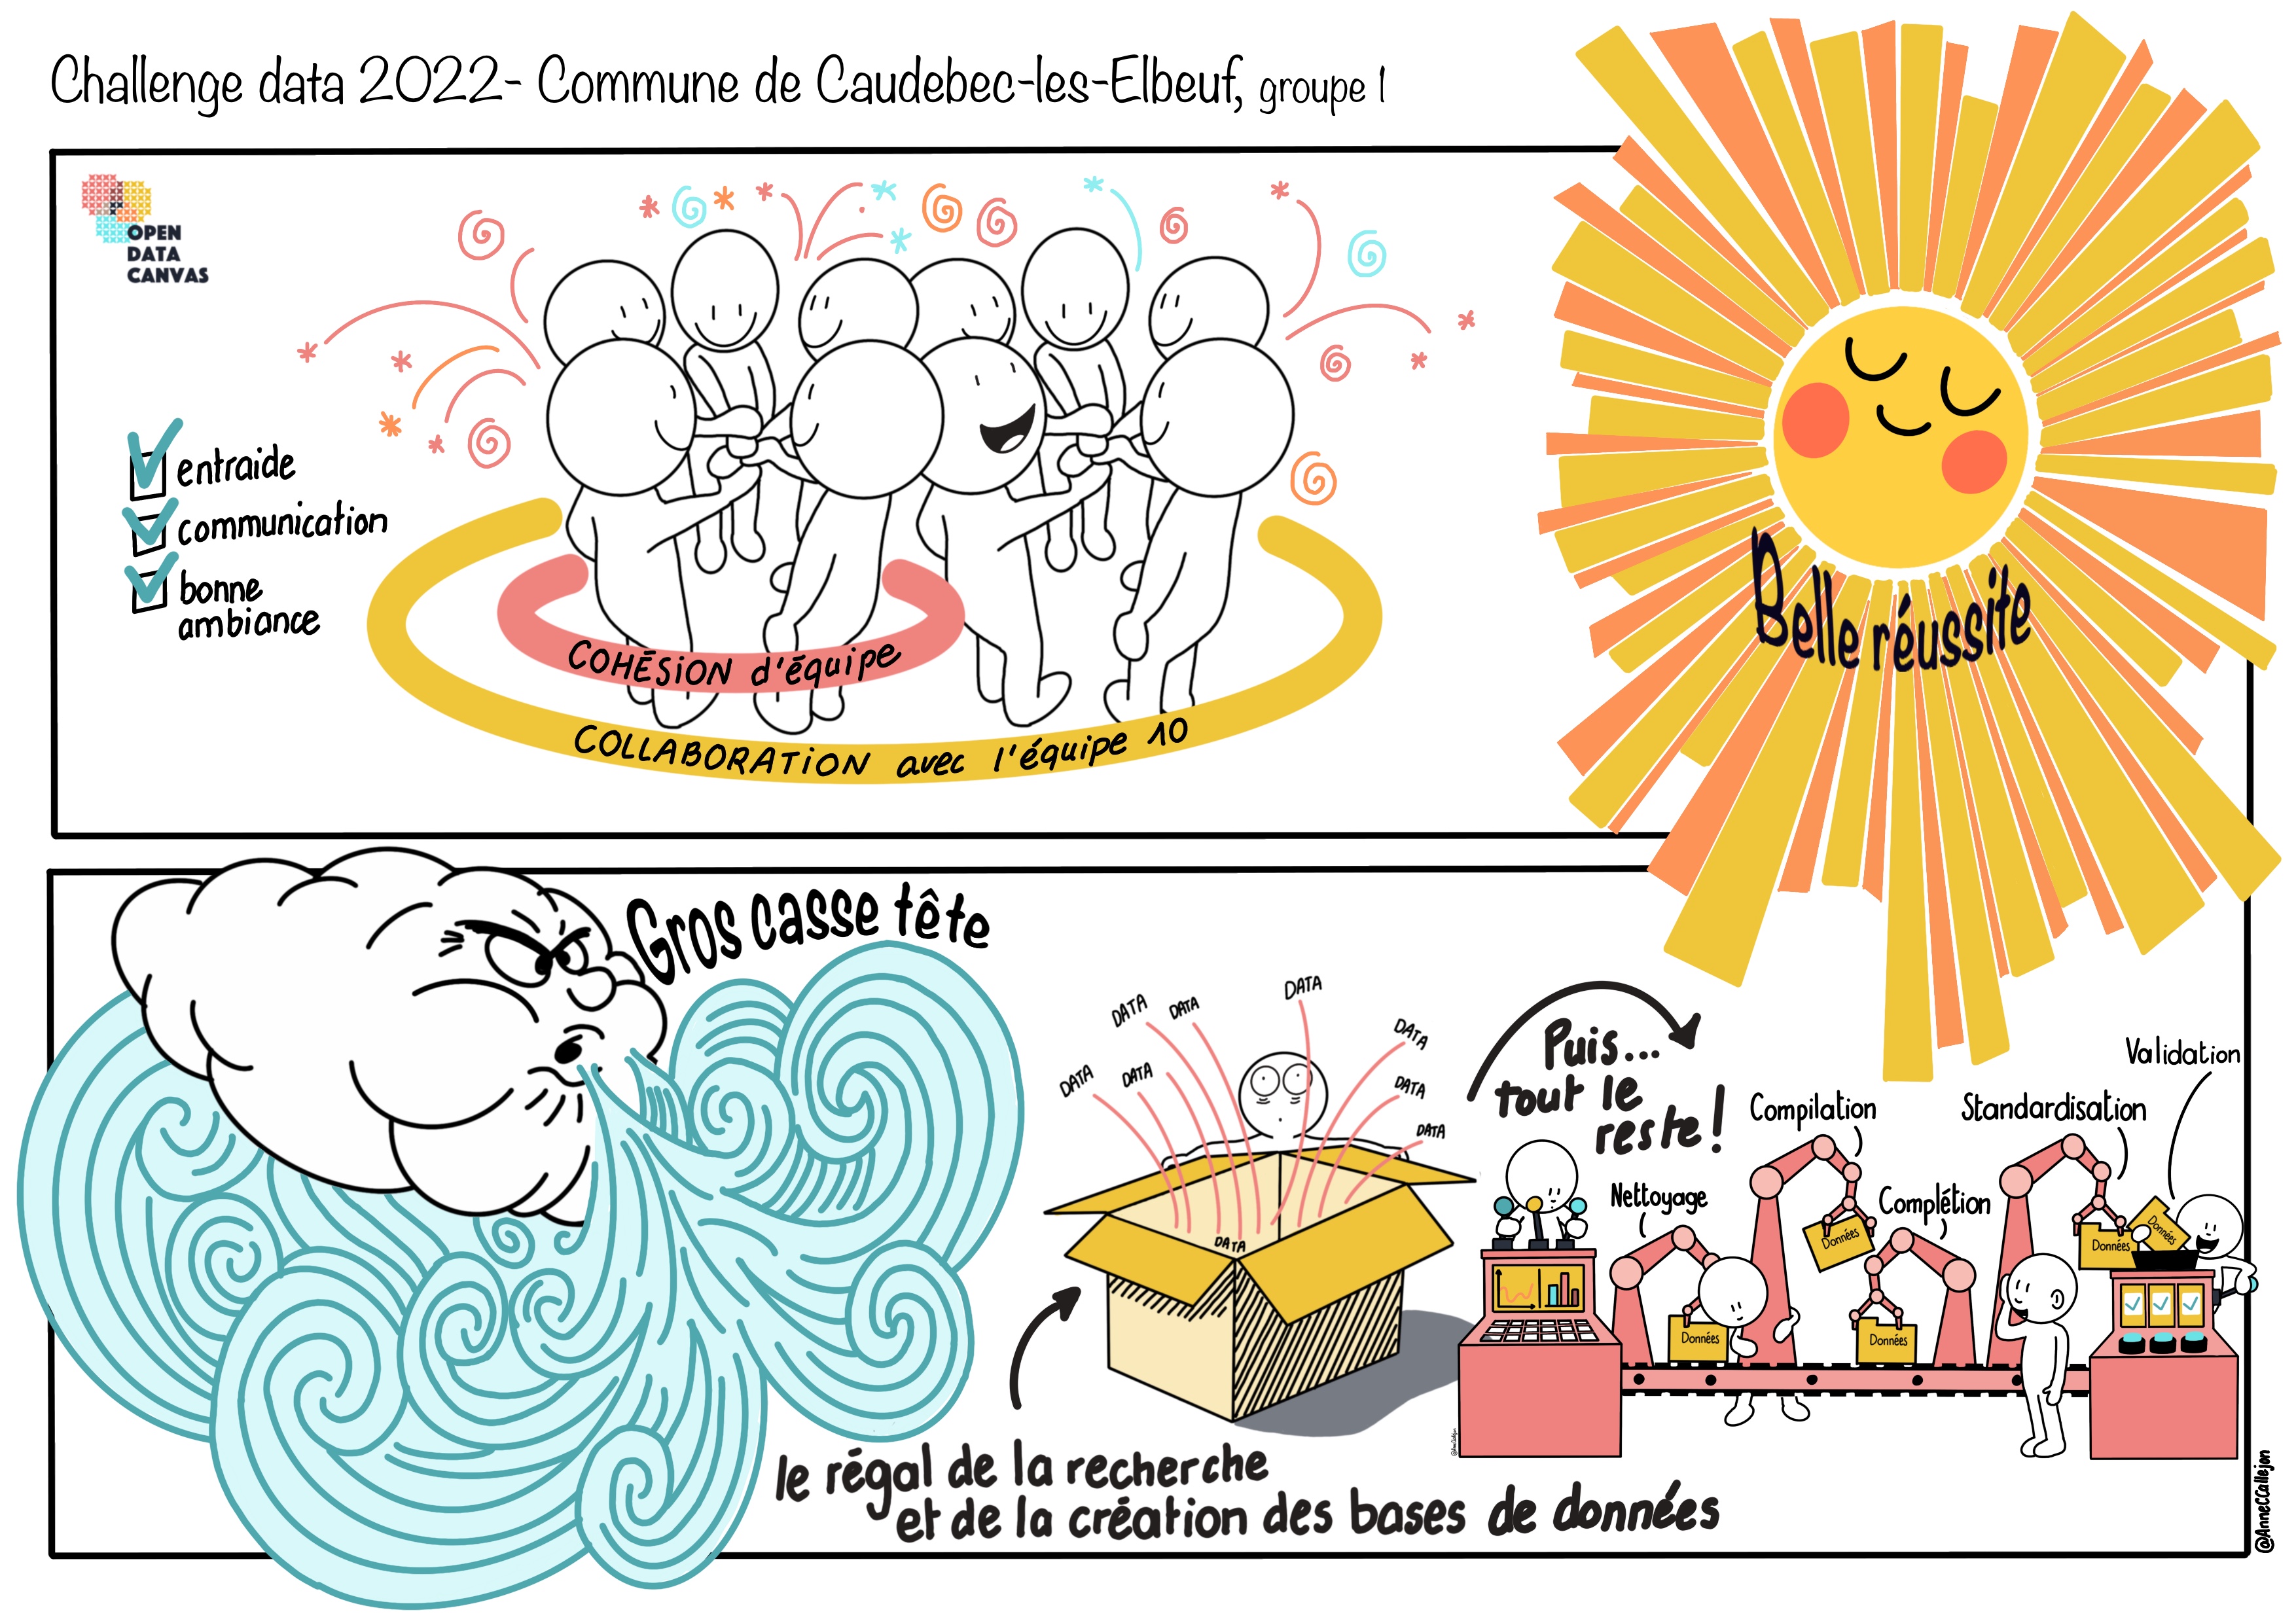 Challenge data 2022- Commune de Caudebec-les-Elbeuf, groupe 1
OPEN
DATA
CANVAS
entraide
communication
bonne
ambiance
COHÉSION d'équipe
COLLABORATION avec l'équipe 10
Belle réussite
Gros casse tête
DATA
DATA
DATA
DATA
DATA
DATA
DATA
DATA
DATA
le régal de la recherche
et de la création des bases de données
Puis...
tout le
reste!
Nettoyage
Compilation
Complétion
Standardisation
Validation
Données
Données
Données
Données
Données
@AnneCCallejon